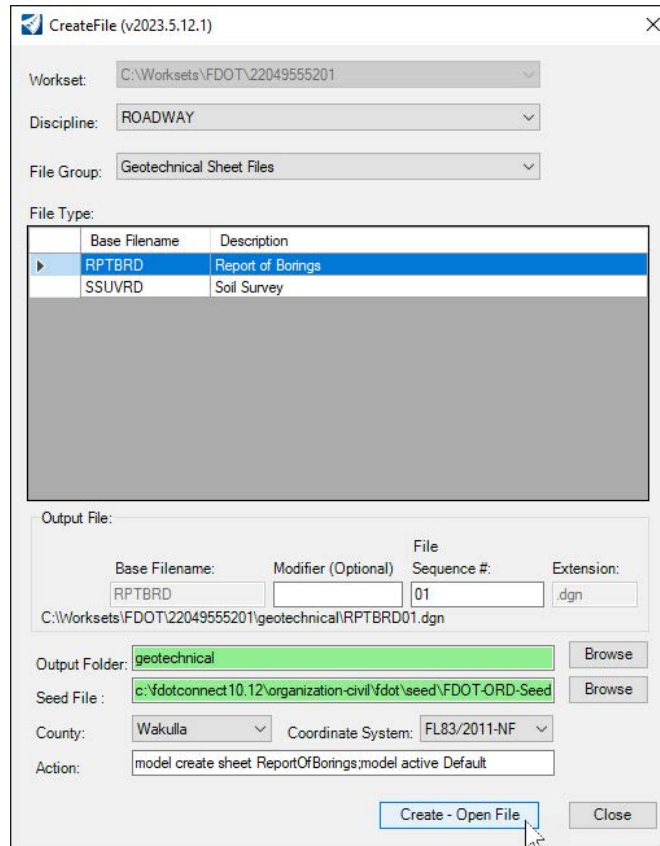 CreateFile (v2023.5.12.1)
Workset: C:\Worksets\FDOT\22049555201
Discipline: ROADWAY
File Group: Geotechnical Sheet Files
File Type:
Base Filename Description
RPTBRD Report of Borings
SSUVRD Soil Survey
Output File:
File
Base Filename: Modifier (Optional) Sequence #: Extension:
RPTBRD 01 .dgn
C:\Worksets\FDOT\22049555201\geotechnical\RPTBRD01.dgn
Output Folder: geotechnical Browse
Seed File : c:\fdotconnect10.12\organization-civil\fdot\seed\FDOT-ORD-Seed Browse
County: Wakulla Coordinate System: FL83/2011-NF
Action: model create sheet ReportOfBorings;model active Default
Create - Open File Close